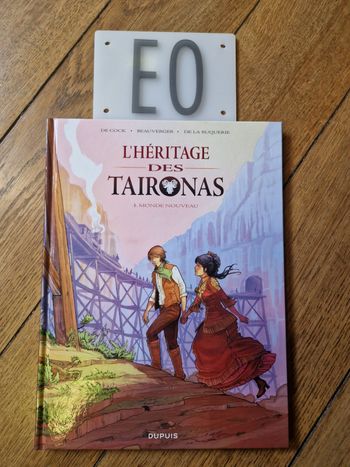 EO
DE COCK · BEAUVERGER · DE LA BUQUERIE
L'HÉRITAGE
DES
TAIRONAS
1. MONDE NOUVEAU
DUPUIS